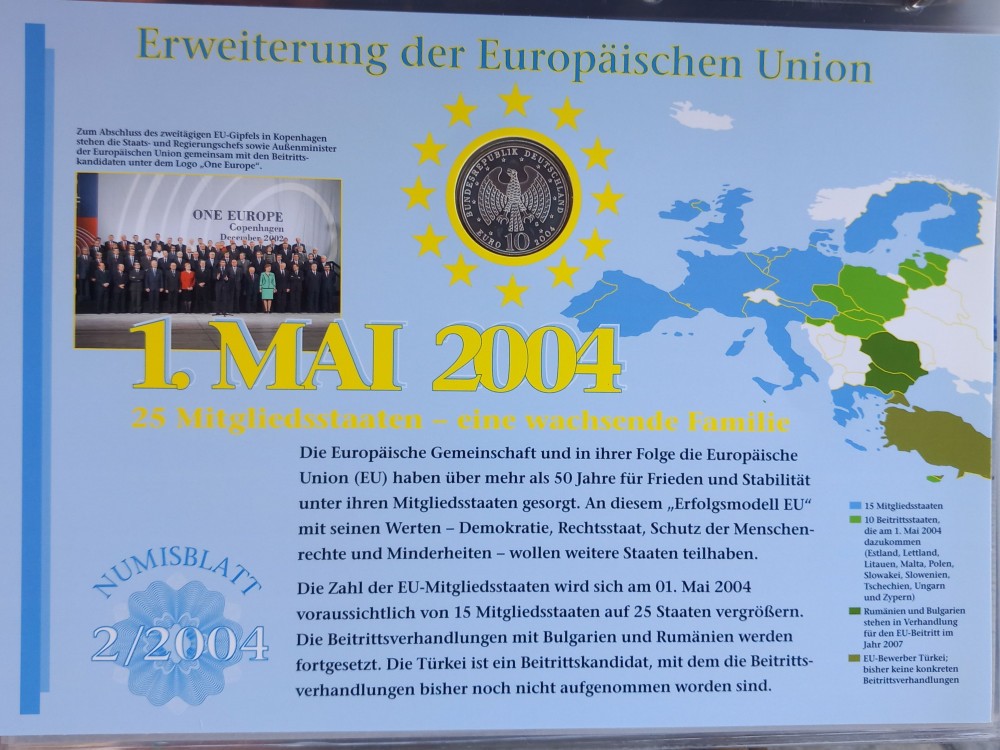 Erweiterung der Europäischen Union
Zum Abschluss des zweitägigen EU-Gipfels in Kopenhagen
stehen die Staats- und Regierungschefs sowie Außenminister
der Europäischen Union gemeinsam mit den Beitritts-
kandidaten unter dem Logo „One Europe“.
ONE EUROPE
Copenhagen
December 2002
BUNDESREPUBLIK DEUTSCHLAND
EURO 10 2004
1. MAI 2004
25 Mitgliedsstaaten – eine wachsende Familie
Die Europäische Gemeinschaft und in ihrer Folge die Europäische
Union (EU) haben über mehr als 50 Jahre für Frieden und Stabilität
unter ihren Mitgliedsstaaten gesorgt. An diesem „Erfolgsmodell EU“
mit seinen Werten – Demokratie, Rechtsstaat, Schutz der Menschen-
rechte und Minderheiten – wollen weitere Staaten teilhaben.
Die Zahl der EU-Mitgliedsstaaten wird sich am 01. Mai 2004
voraussichtlich von 15 Mitgliedsstaaten auf 25 Staaten vergrößern.
Die Beitrittsverhandlungen mit Bulgarien und Rumänien werden
fortgesetzt. Die Türkei ist ein Beitrittskandidat, mit dem die Beitritts-
verhandlungen bisher noch nicht aufgenommen worden sind.
NUMISBLATT
2/2004
15 Mitgliedsstaaten
10 Beitrittsstaaten,
die am 1. Mai 2004
dazukommen
(Estland, Lettland,
Litauen, Malta, Polen,
Slowakei, Slowenien,
Tschechien, Ungarn
und Zypern)
Rumänien und Bulgarien
stehen in Verhandlung
für den EU-Beitritt im
Jahr 2007
EU-Bewerber Türkei;
bisher keine konkreten
Beitrittsverhandlungen